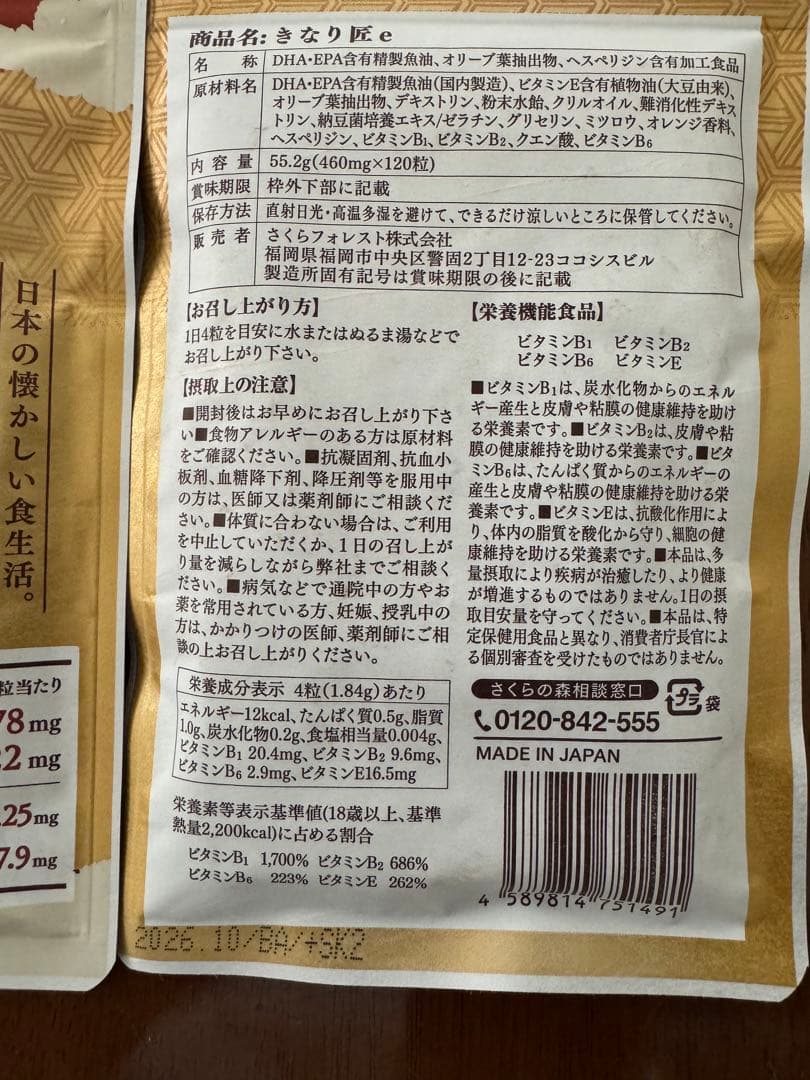 日本の懐かしい食生活。
粒当たり
78mg
2mg
.25mg
7.9mg
商品名: きなり匠e
名称 DHA・EPA含有精製魚油、オリーブ葉抽出物、ヘスペリジン含有加工食品
原材料名 DHA・EPA含有精製魚油(国内製造)、ビタミンE含有植物油(大豆由来)、
オリーブ葉抽出物、デキストリン、粉末水飴、クリルオイル、難消化性デキス
トリン、納豆菌培養エキス/ゼラチン、グリセリン、ミツロウ、オレンジ香料、
ヘスペリジン、ビタミンB1、ビタミンB2、クエン酸、ビタミンB6
内容量 55.2g(460mg×120粒)
賞味期限 枠外下部に記載
保存方法 直射日光・高温多湿を避けて、できるだけ涼しいところに保管してください。
販売者 さくらフォレスト株式会社
福岡県福岡市中央区警固2丁目12-23ココシスビル
製造所固有記号は賞味期限の後に記載
【お召し上がり方】
1日4粒を目安に水またはぬるま湯などで
お召し上がり下さい。
【摂取上の注意】
■開封後はお早めにお召し上がり下さ
い■食物アレルギーのある方は原材料
をご確認ください。■抗凝固剤、抗血小
板剤、血糖降下剤、降圧剤等を服用中
の方は、医師又は薬剤師にご相談くだ
さい。■体質に合わない場合は、ご利用
を中止していただくか、1日の召し上が
り量を減らしながら弊社までご相談く
ださい。■病気などで通院中の方やお
薬を常用されている方、妊娠、授乳中の
方は、かかりつけの医師、薬剤師にご相
談の上お召し上がりください。
栄養成分表示 4粒(1.84g)あたり
エネルギー12kcal、たんぱく質0.5g、脂質
1.0g、炭水化物0.2g、食塩相当量0.004g、
ビタミンB1 20.4mg、ビタミンB2 9.6mg、
ビタミンB6 2.9mg、ビタミンE16.5mg
栄養素等表示基準値(18歳以上、基準
熱量2,200kcal)に占める割合
ビタミンB1 1,700% ビタミンB2 686%
ビタミンB6 223% ビタミンE 262%
【栄養機能食品】
ビタミンB1 ビタミンB2
ビタミンB6 ビタミンE
■ビタミンB1は、炭水化物からのエネル
ギー産生と皮膚や粘膜の健康維持を助け
る栄養素です。■ビタミンB2は、皮膚や粘
膜の健康維持を助ける栄養素です。■ビタ
ミンB6は、たんぱく質からのエネルギーの
産生と皮膚や粘膜の健康維持を助ける栄
養素です。■ビタミンEは、抗酸化作用によ
り、体内の脂質を酸化から守り、細胞の健
康維持を助ける栄養素です。■本品は、多
量摂取により疾病が治癒したり、より健康
が増進するものではありません。1日の摂
取目安量を守ってください。■本品は、特
定保健用食品と異なり、消費者庁長官によ
る個別審査を受けたものではありません。
さくらの森相談窓口
0120-842-555
プラ
袋
MADE IN JAPAN
4 589814 751491
2026.10/BA/+SK2